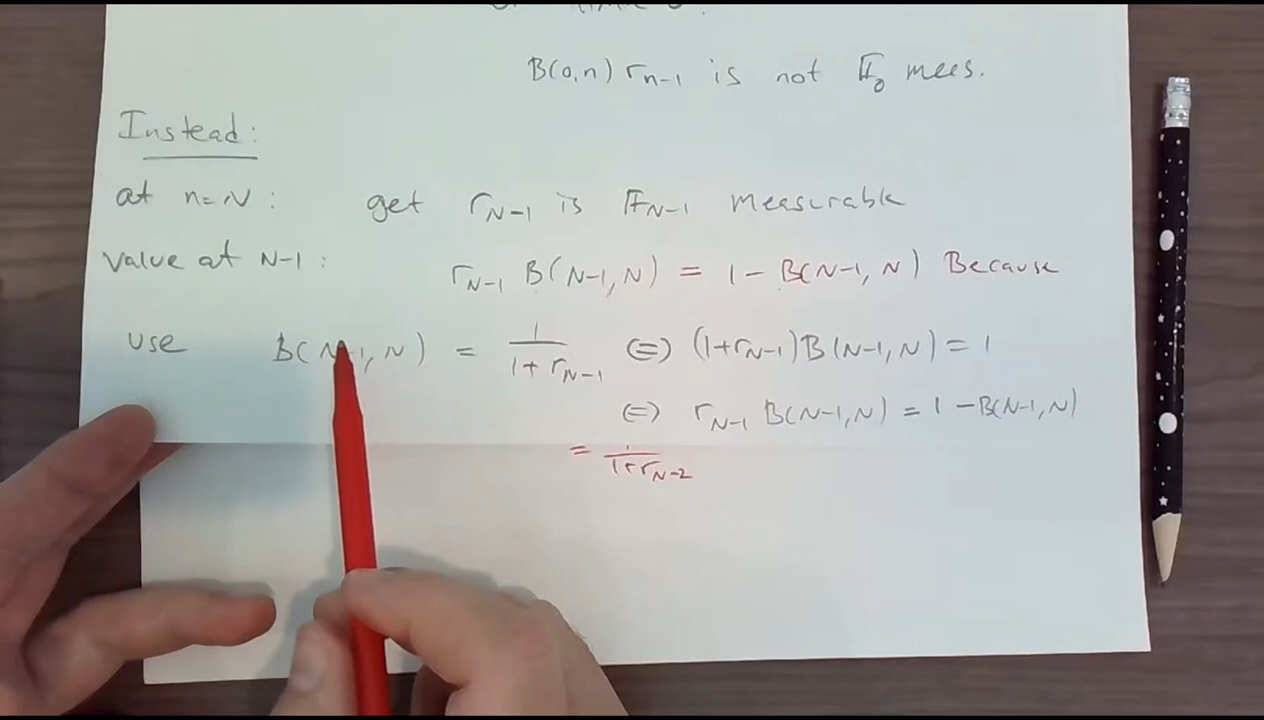 B(0,n) r_{n-1} is not F_0 mees.
Instead:
at n=N : get r_{N-1} is F_{N-1} measurable
value at N-1 : r_{N-1} B(N-1, N) = 1 - B(N-1, N) Because
use B(N-1, N) = 1/(1+r_{N-1}) ⇔ (1+r_{N-1})B(N-1,N) = 1
⇔ r_{N-1} B(N-1,N) = 1 - B(N-1,N)
= 1/(1+r_{N-2})